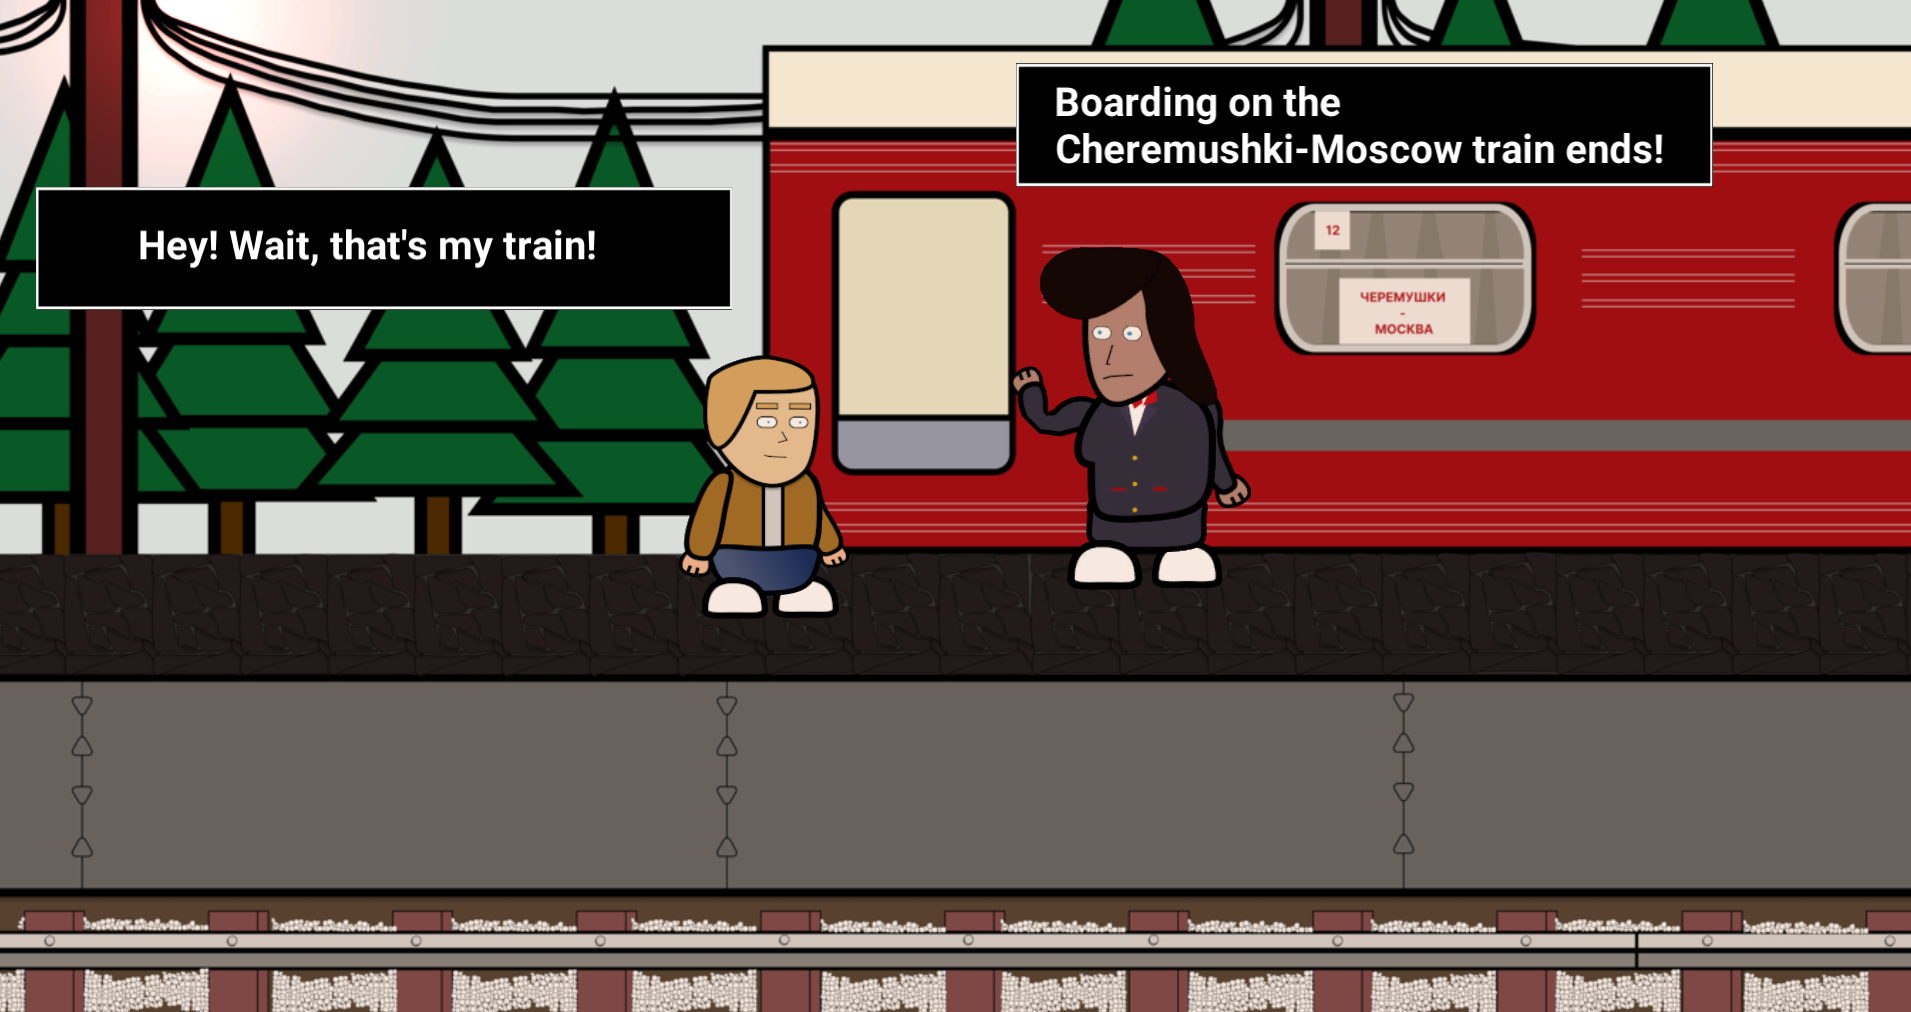 Boarding on the
Cheremushki-Moscow train ends!
Hey! Wait, that's my train!
12
ЧЕРЕМУШКИ
-
МОСКВА